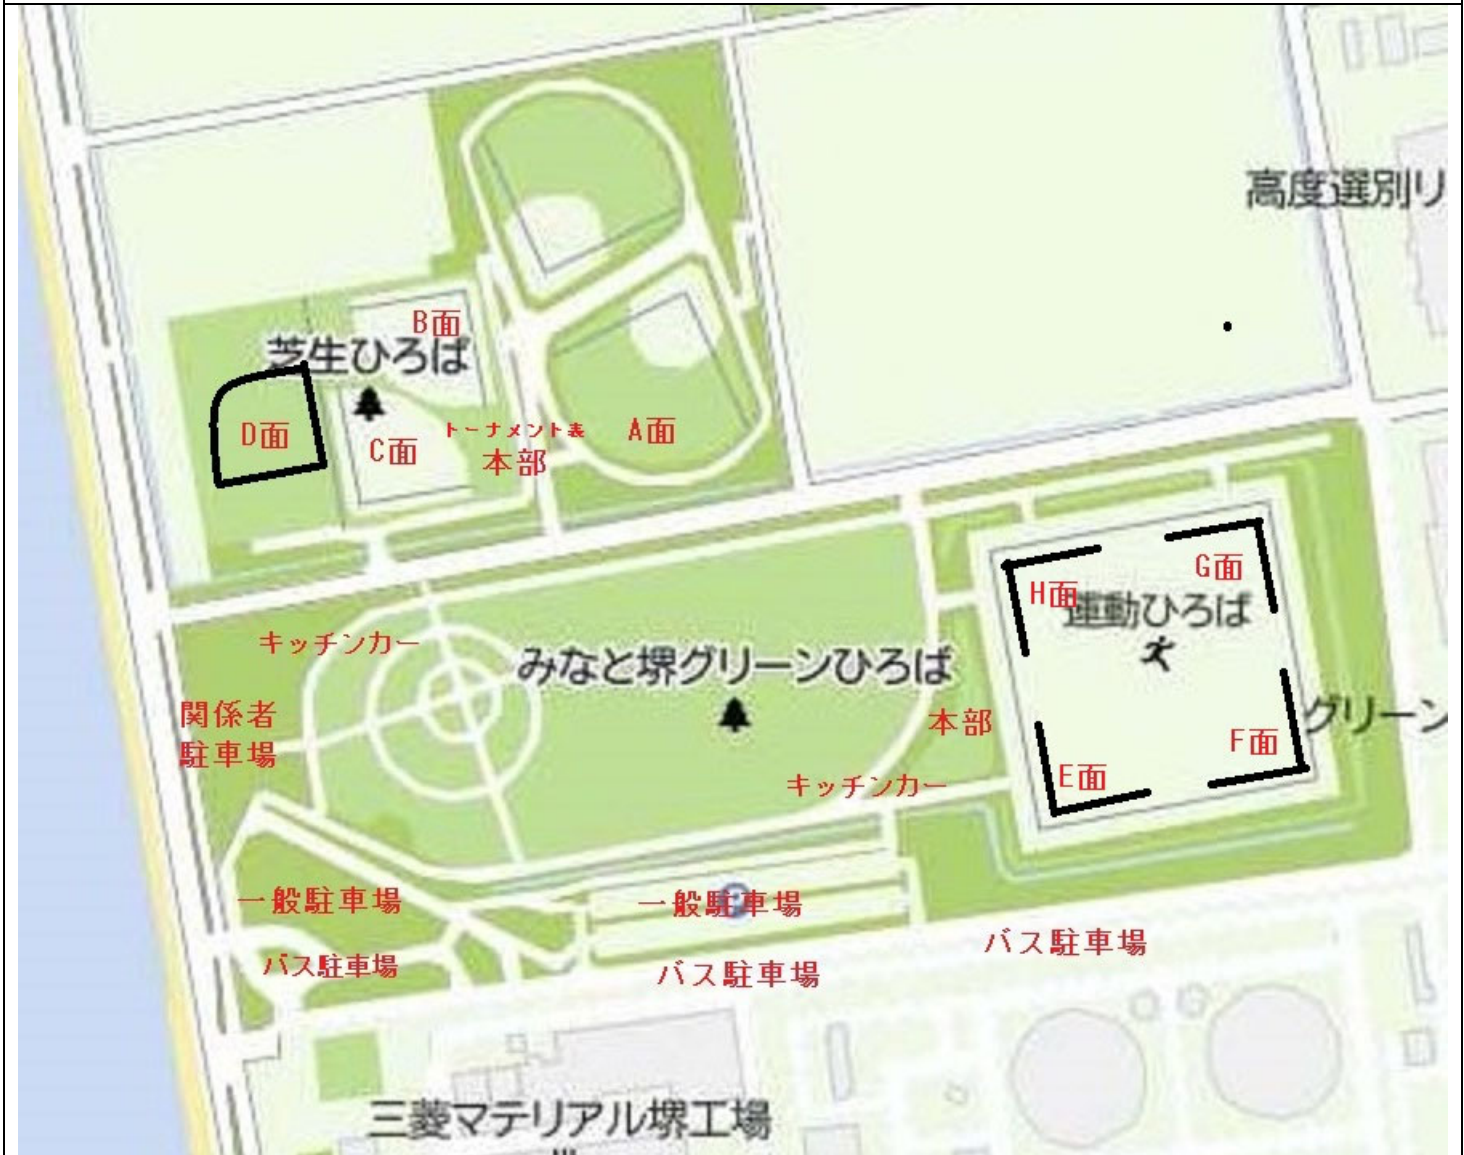 高度選別リ
B面
芝生ひろば
D面
C面
トーナメント表
本部
A面
G面
H面
運動ひろば
キッチンカー
みなと堺グリーンひろば
関係者
駐車場
本部
グリーン
F面
E面
キッチンカー
一般駐車場
一般駐車場
バス駐車場
バス駐車場
バス駐車場
三菱マテリアル堺工場